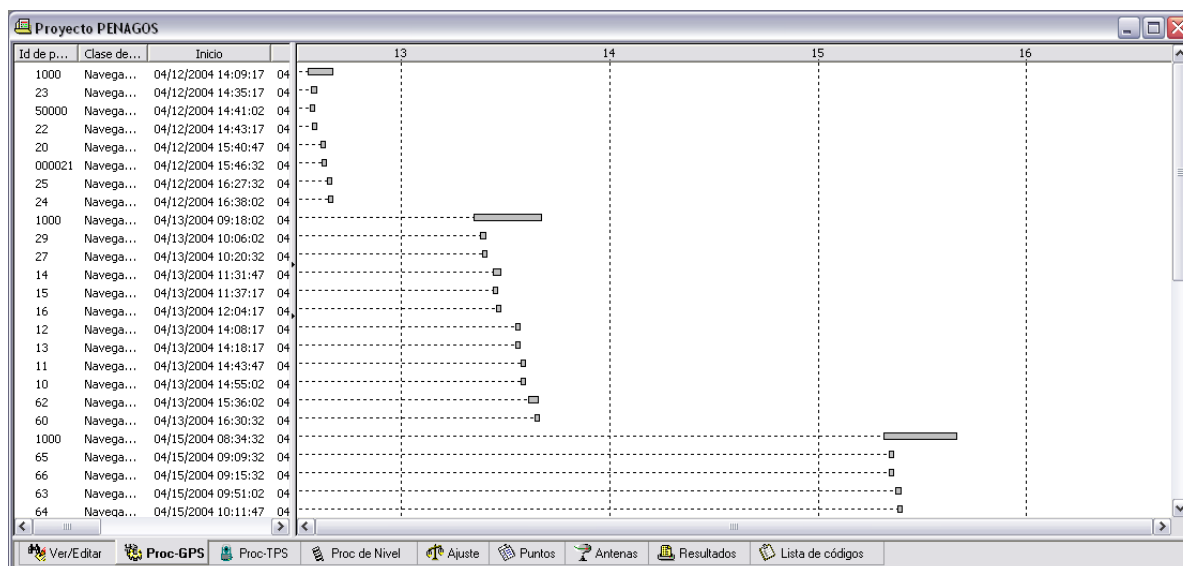 Proyecto PENAGOS
Id de p... Clase de... Inicio 13 14 15 16
1000 Navega... 04/12/2004 14:09:17 04
23 Navega... 04/12/2004 14:35:17 04
50000 Navega... 04/12/2004 14:41:02 04
22 Navega... 04/12/2004 14:43:17 04
20 Navega... 04/12/2004 15:40:47 04
000021 Navega... 04/12/2004 15:46:32 04
25 Navega... 04/12/2004 16:27:32 04
24 Navega... 04/12/2004 16:38:02 04
1000 Navega... 04/13/2004 09:18:02 04
29 Navega... 04/13/2004 10:06:02 04
27 Navega... 04/13/2004 10:20:32 04
14 Navega... 04/13/2004 11:31:47 04
15 Navega... 04/13/2004 11:37:17 04
16 Navega... 04/13/2004 12:04:17 04
12 Navega... 04/13/2004 14:08:17 04
13 Navega... 04/13/2004 14:18:17 04
11 Navega... 04/13/2004 14:43:47 04
10 Navega... 04/13/2004 14:55:02 04
62 Navega... 04/13/2004 15:36:02 04
60 Navega... 04/13/2004 16:30:32 04
1000 Navega... 04/15/2004 08:34:32 04
65 Navega... 04/15/2004 09:09:32 04
66 Navega... 04/15/2004 09:15:32 04
63 Navega... 04/15/2004 09:51:02 04
64 Navega... 04/15/2004 10:11:47 04
Ver/Editar Proc-GPS Proc-TPS Proc de Nivel Ajuste Puntos Antenas Resultados Lista de códigos